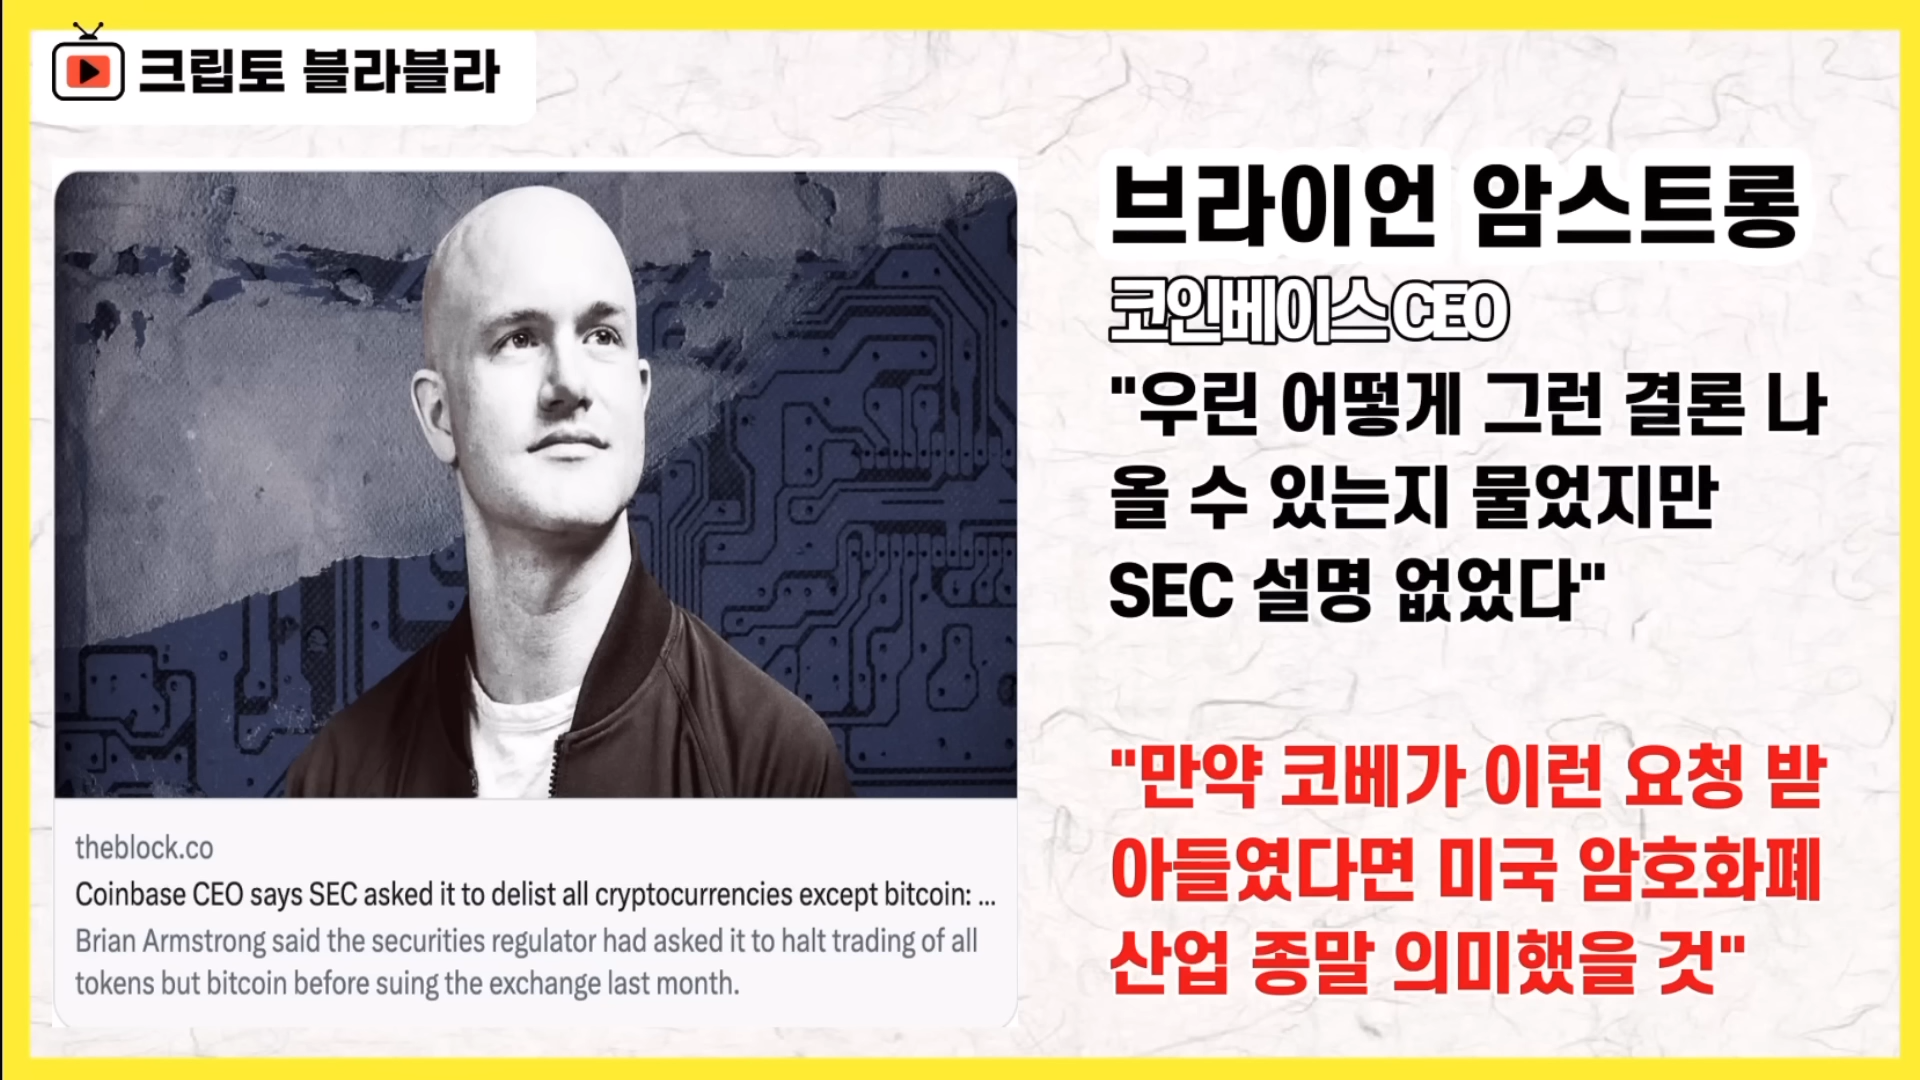 크립토 블라블라
브라이언 암스트롱
코인베이스 CEO
"우린 어떻게 그런 결론 나
올 수 있는지 물었지만
SEC 설명 없었다"
"만약 코베가 이런 요청 받
아들였다면 미국 암호화폐
산업 종말 의미했을 것"
theblock.co
Coinbase CEO says SEC asked it to delist all cryptocurrencies except bitcoin: ...
Brian Armstrong said the securities regulator had asked it to halt trading of all
tokens but bitcoin before suing the exchange last month.